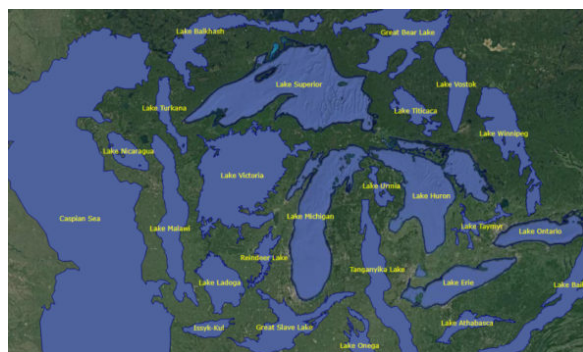 Lake Balkhash
Great Bear Lake
Lake Superior
Lake Vostok
Lake Turkana
Lake Titicaca
Lake Winnipeg
Lake Nicaragua
Lake Victoria
Lake Urmia
Lake Huron
Caspian Sea
Lake Malawi
Lake Michigan
Lake Taymyr
Lake Ontario
Reindeer Lake
Tanganyika Lake
Lake Ladoga
Lake Erie
Lake Bai
Issyk-Kul
Great Slave Lake
Lake Athabasca
Lake Onega